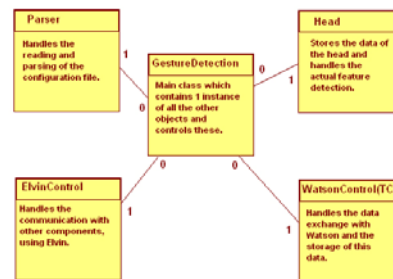 Parser
Handles the
reading and
parsing of the
configuration file.
1
0
GestureDetection
Main class which
contains 1 instance
of all the other
objects and
controls these.
Head
Stores the data of
the head and
handles the
actual feature
detection.
0
1
ElvinControl
Handles the
communication with
other components,
using Elvin.
0
1
WatsonControl(TC
Handles the data
exchange with
Watson and the
storage of this
data.
0
1